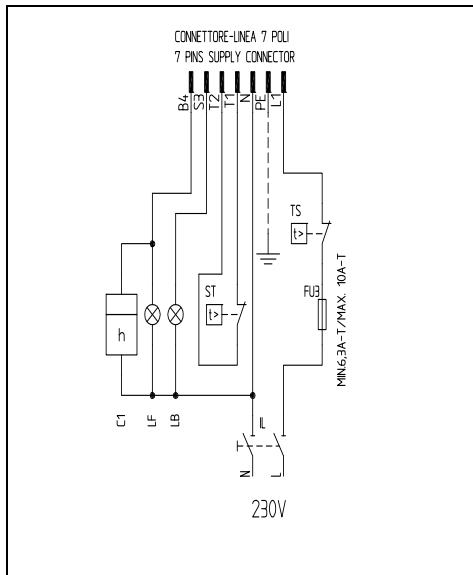 CONNETTORE-LINEA 7 POLI
7 PINS SUPPLY CONNECTOR
B4
S3
T2
T1
N
PE
L1
TS
t>
ST
t>
FU3
MIN.6,3A-T/MAX. 10A-T
h
C1
LF
LB
IL
N
L
230V